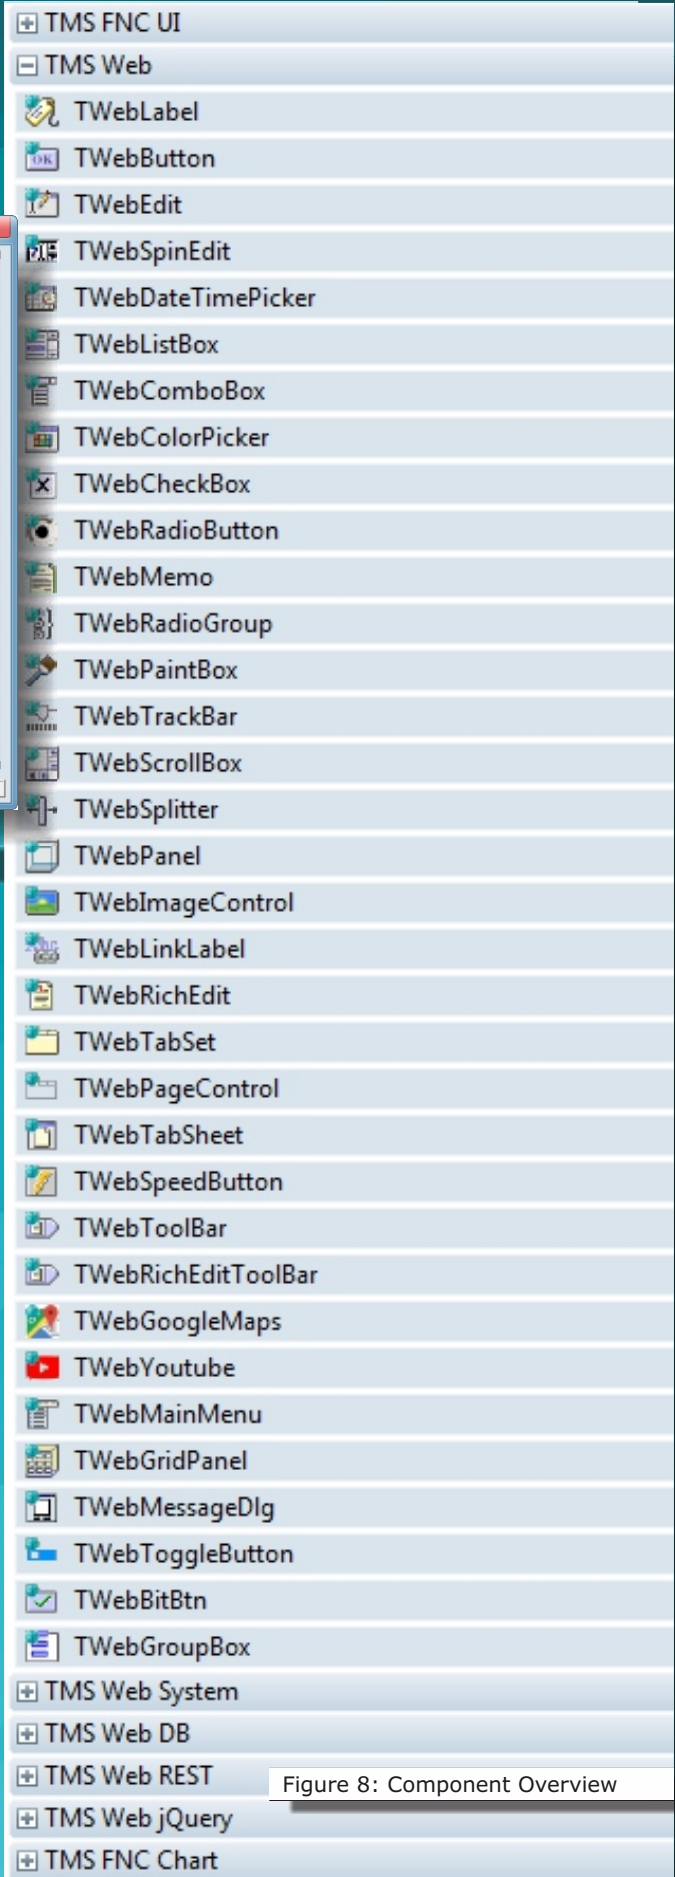 TMS FNC UI
TMS Web
TWebLabel
OK TWebButton
TWebEdit
TWebSpinEdit
TWebDateTimePicker
TWebListBox
TWebComboBox
TWebColorPicker
TWebCheckBox
TWebRadioButton
TWebMemo
TWebRadioGroup
TWebPaintBox
TWebTrackBar
TWebScrollBox
TWebSplitter
TWebPanel
TWebImageControl
TWebLinkLabel
TWebRichEdit
TWebTabSet
TWebPageControl
TWebTabSheet
TWebSpeedButton
TWebToolBar
TWebRichEditToolBar
TWebGoogleMaps
TWebYoutube
TWebMainMenu
TWebGridPanel
TWebMessageDlg
TWebToggleButton
TWebBitBtn
TWebGroupBox
TMS Web System
TMS Web DB
TMS Web REST
Figure 8: Component Overview
TMS Web jQuery
TMS FNC Chart